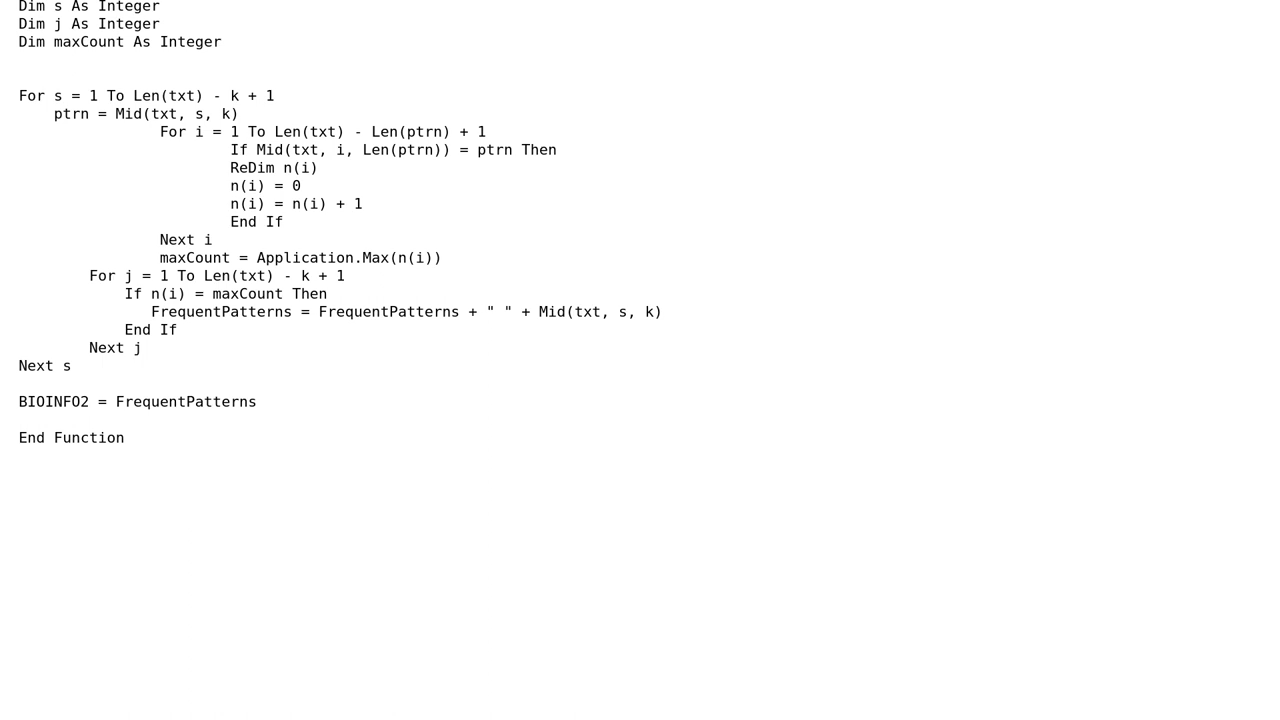 Dim s As Integer
Dim j As Integer
Dim maxCount As Integer
For s = 1 To Len(txt) - k + 1
ptrn = Mid(txt, s, k)
For i = 1 To Len(txt) - Len(ptrn) + 1
If Mid(txt, i, Len(ptrn)) = ptrn Then
ReDim n(i)
n(i) = 0
n(i) = n(i) + 1
End If
Next i
maxCount = Application.Max(n(i))
For j = 1 To Len(txt) - k + 1
If n(i) = maxCount Then
FrequentPatterns = FrequentPatterns + " " + Mid(txt, s, k)
End If
Next j
Next s
BIOINFO2 = FrequentPatterns
End Function